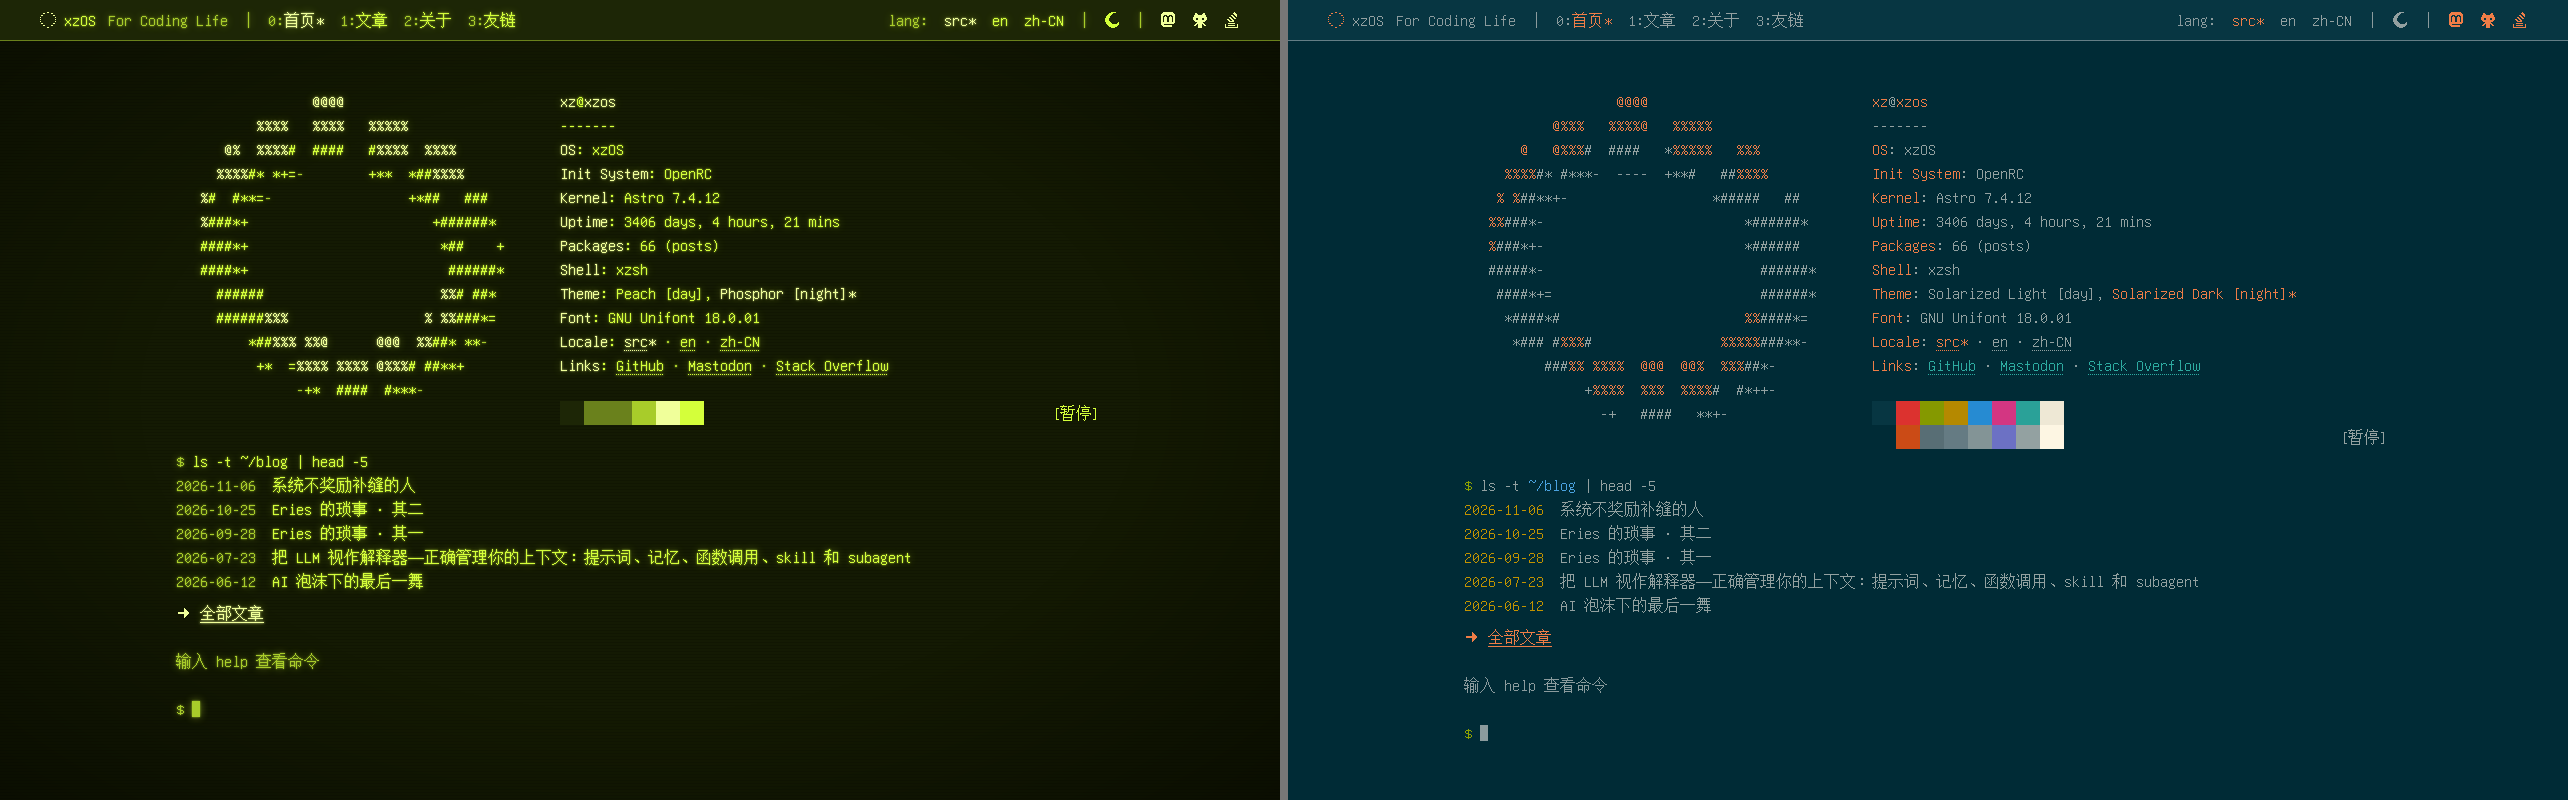 xzOS For Coding Life | 0:首页* 1:文章 2:关于 3:友链 lang: src* en zh-CN | |
xz@xzos
-------
OS: xzOS
Init System: OpenRC
Kernel: Astro 7.4.12
Uptime: 3406 days, 4 hours, 21 mins
Packages: 66 (posts)
Shell: xzsh
Theme: Peach [day], Phosphor [night]*
Font: GNU Unifont 18.0.01
Locale: src* · en · zh-CN
Links: GitHub · Mastodon · Stack Overflow
[暂停]
$ ls -t ~/blog | head -5
2026-11-06 系统不奖励补缝的人
2026-10-25 Eries 的琐事 · 其二
2026-09-28 Eries 的琐事 · 其一
2026-07-23 把 LLM 视作解释器——正确管理你的上下文：提示词、记忆、函数调用、skill 和 subagent
2026-06-12 AI 泡沫下的最后一舞
→ 全部文章
输入 help 查看命令
$
xzOS For Coding Life | 0:首页* 1:文章 2:关于 3:友链 lang: src* en zh-CN | |
xz@xzos
-------
OS: xzOS
Init System: OpenRC
Kernel: Astro 7.4.12
Uptime: 3406 days, 4 hours, 21 mins
Packages: 66 (posts)
Shell: xzsh
Theme: Solarized Light [day], Solarized Dark [night]*
Font: GNU Unifont 18.0.01
Locale: src* · en · zh-CN
Links: GitHub · Mastodon · Stack Overflow
[暂停]
$ ls -t ~/blog | head -5
2026-11-06 系统不奖励补缝的人
2026-10-25 Eries 的琐事 · 其二
2026-09-28 Eries 的琐事 · 其一
2026-07-23 把 LLM 视作解释器——正确管理你的上下文：提示词、记忆、函数调用、skill 和 subagent
2026-06-12 AI 泡沫下的最后一舞
→ 全部文章
输入 help 查看命令
$